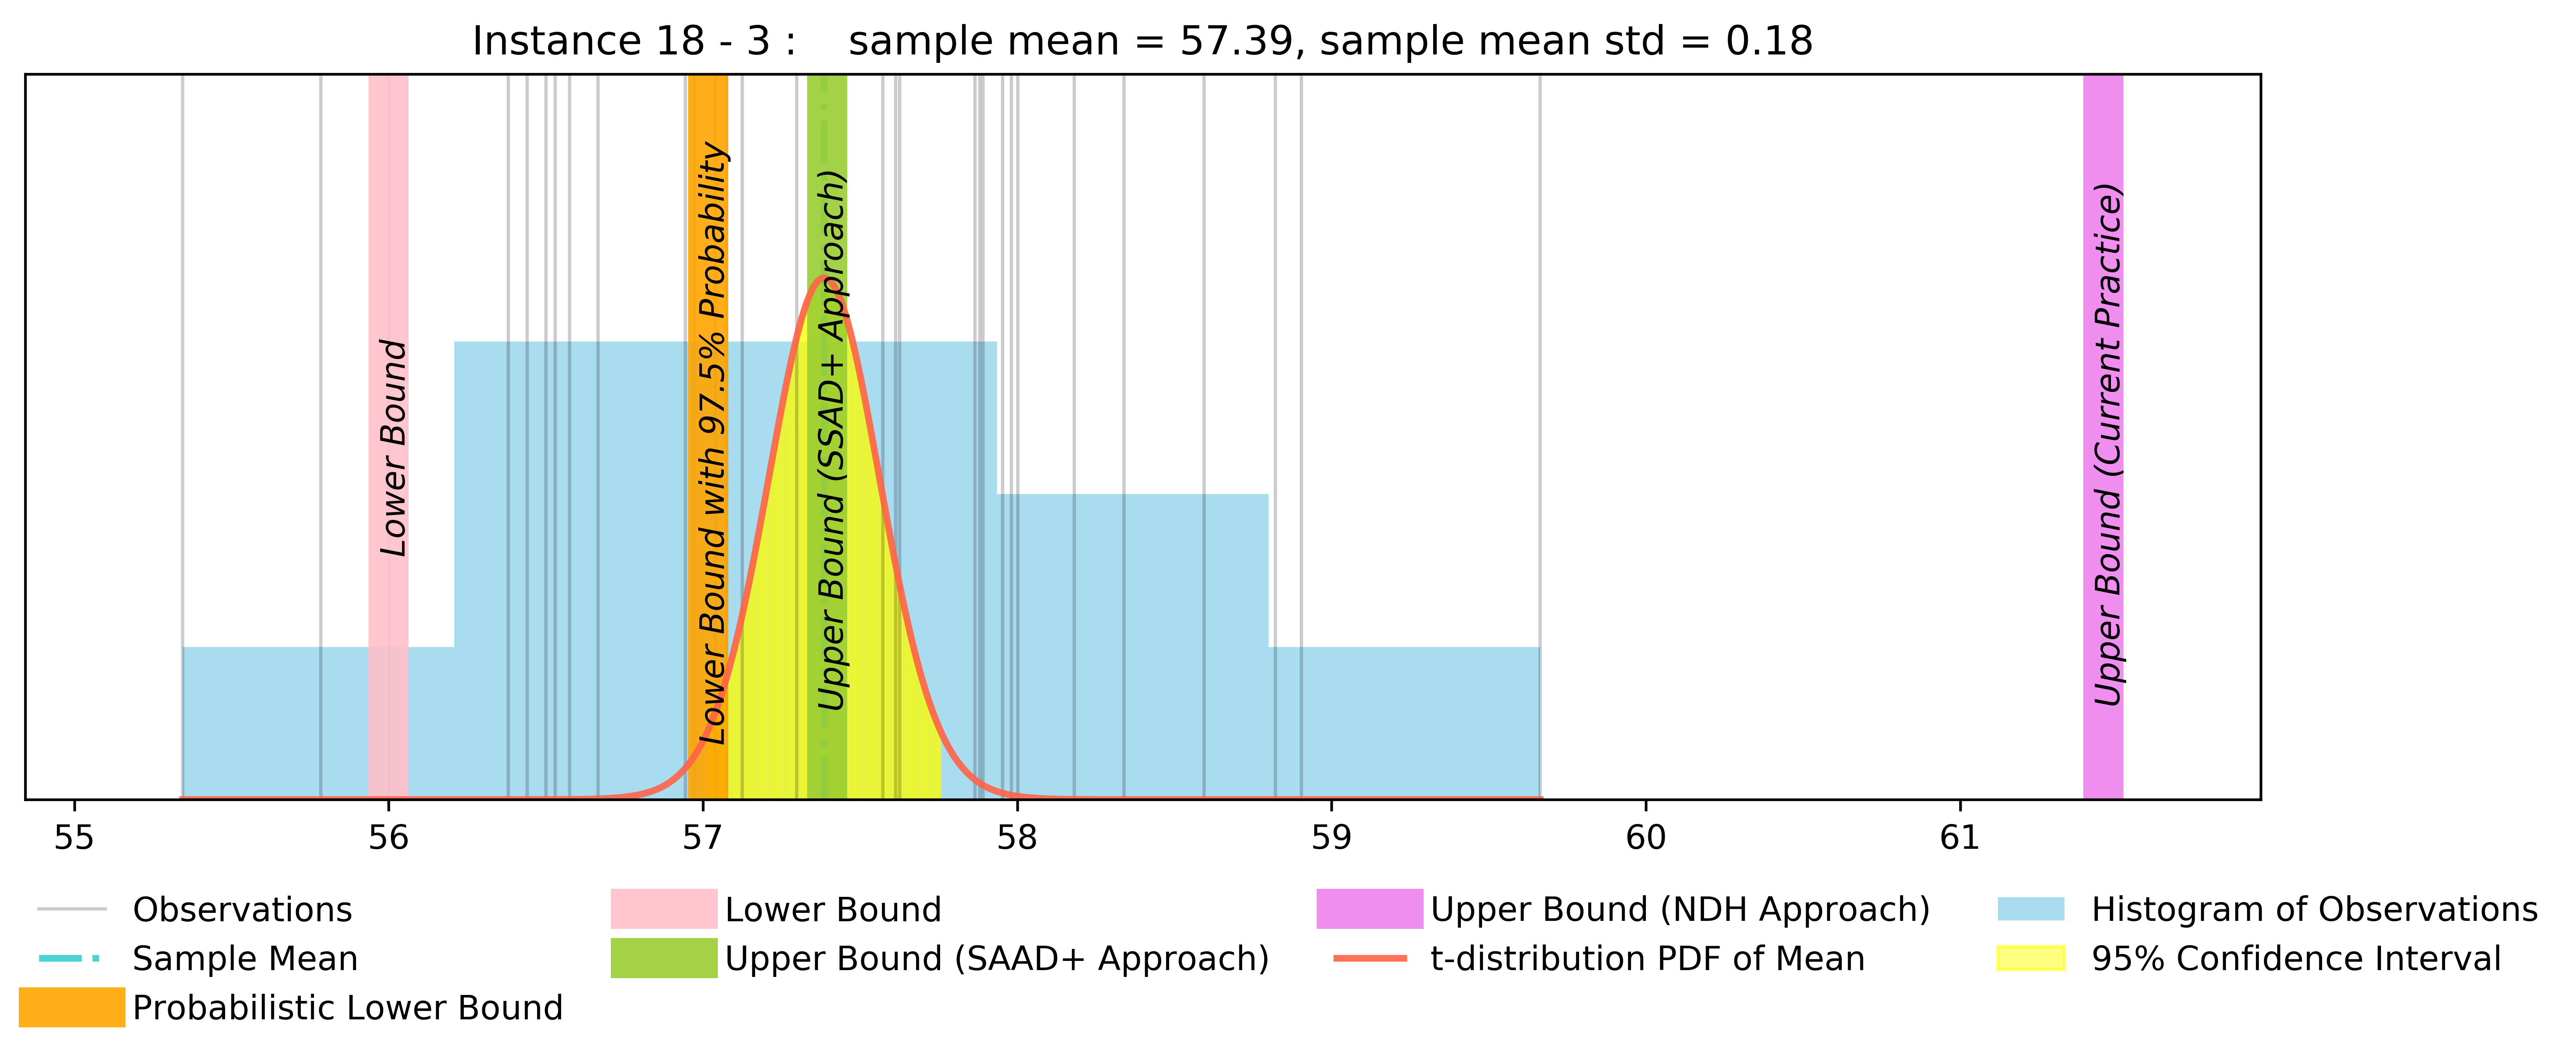 Instance 18 - 3 :    sample mean = 57.39, sample mean std = 0.18
Lower Bound
Lower Bound with 97.5% Probability
Upper Bound (SSAD+ Approach)
Upper Bound (Current Practice)
55 56 57 58 59 60 61
Observations
Sample Mean
Probabilistic Lower Bound
Lower Bound
Upper Bound (SAAD+ Approach)
Upper Bound (NDH Approach)
t-distribution PDF of Mean
Histogram of Observations
95% Confidence Interval